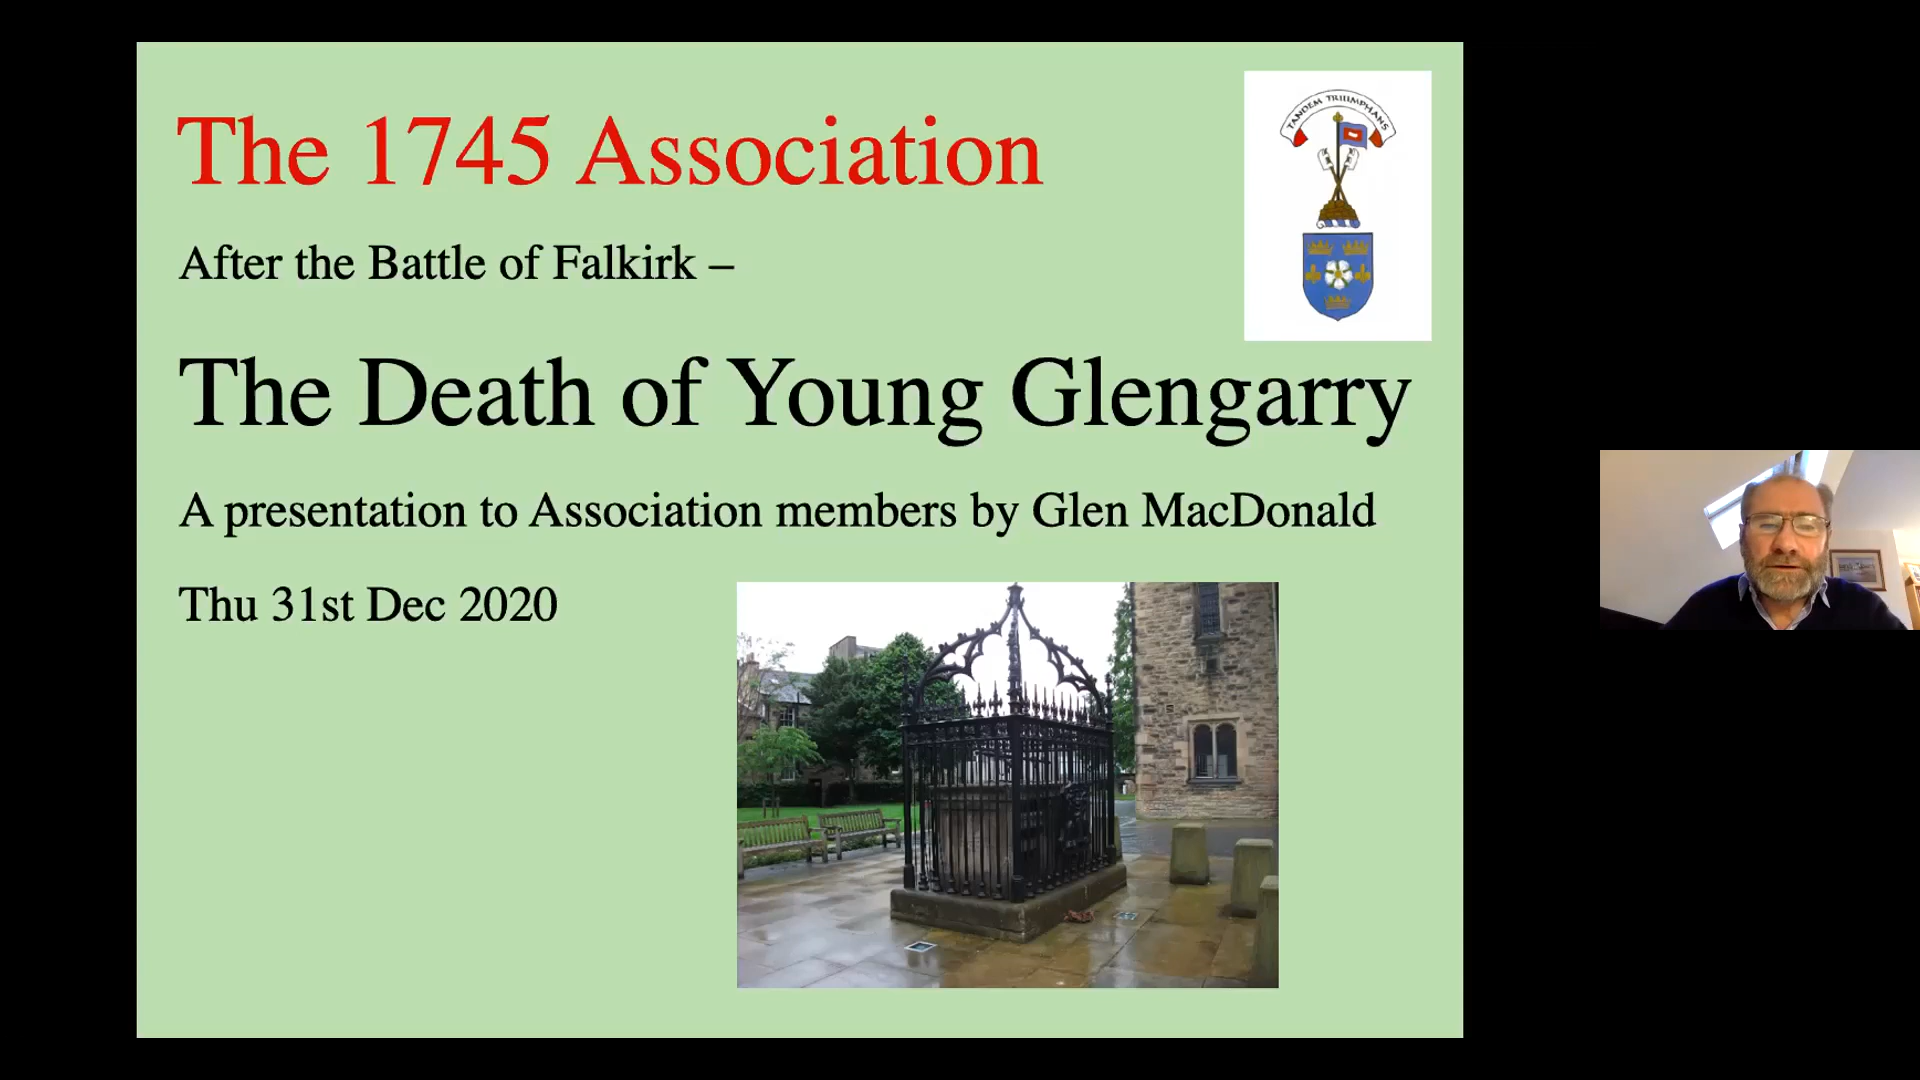 The 1745 Association
TANDEM TRIUMPHANS
After the Battle of Falkirk –
The Death of Young Glengarry
A presentation to Association members by Glen MacDonald
Thu 31st Dec 2020